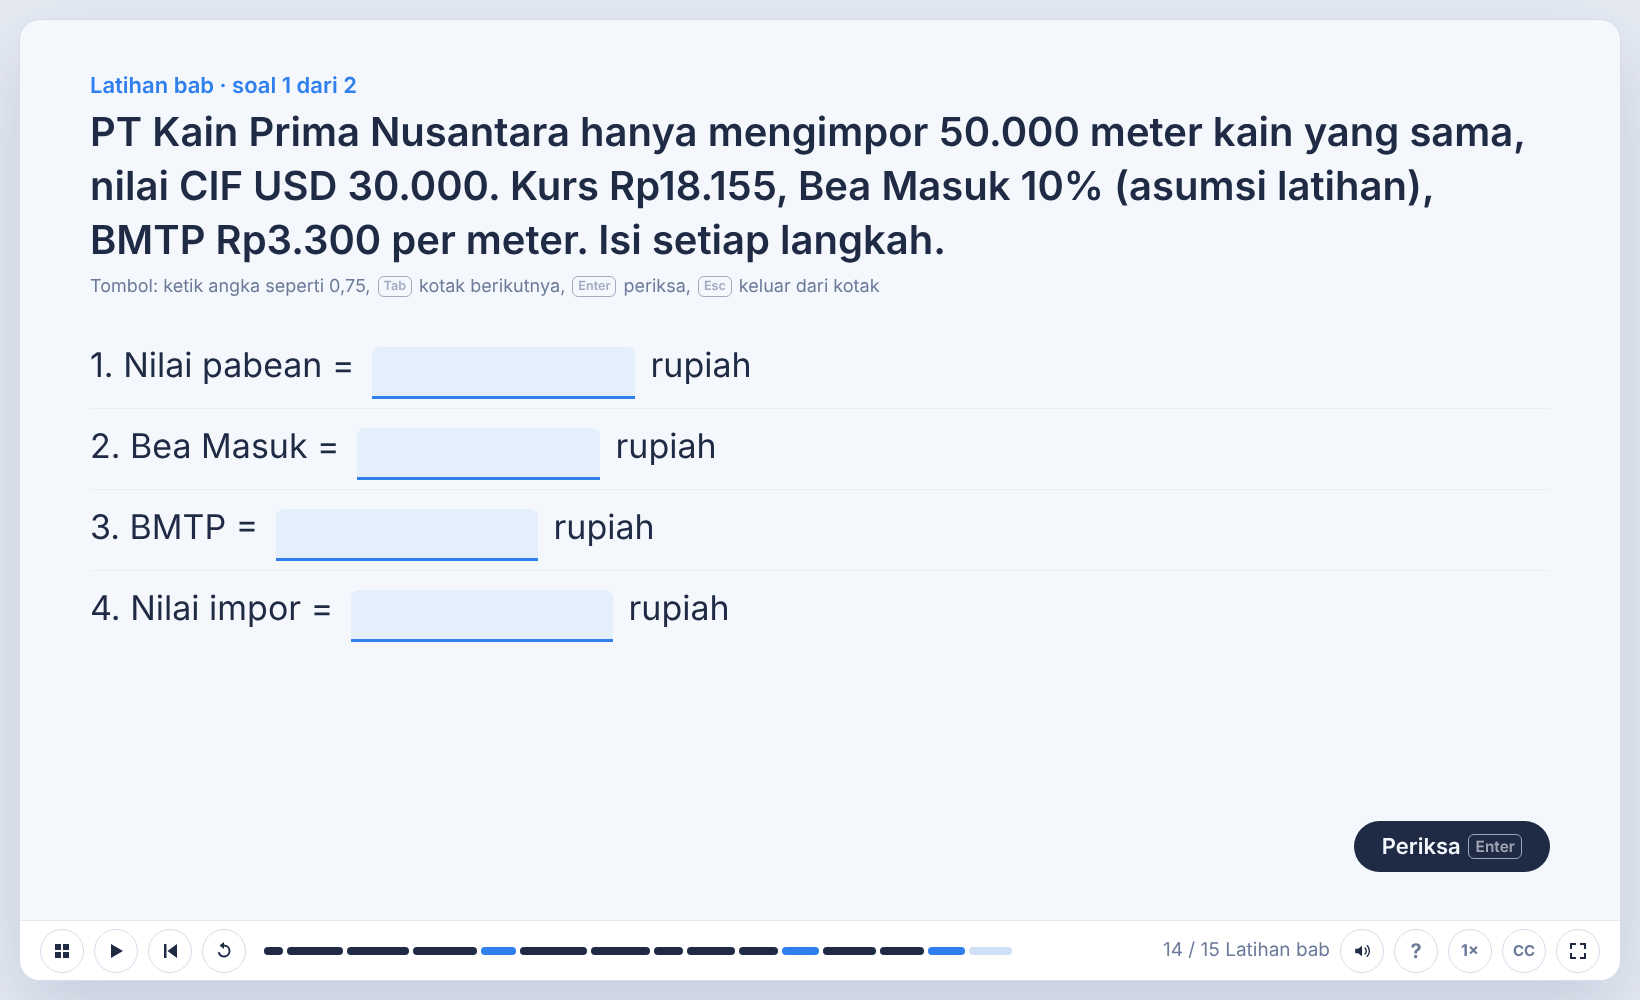 Latihan bab · soal 1 dari 2
PT Kain Prima Nusantara hanya mengimpor 50.000 meter kain yang sama,
nilai CIF USD 30.000. Kurs Rp18.155, Bea Masuk 10% (asumsi latihan),
BMTP Rp3.300 per meter. Isi setiap langkah.
Tombol: ketik angka seperti 0,75, Tab kotak berikutnya, Enter periksa, Esc keluar dari kotak
1. Nilai pabean = rupiah
2. Bea Masuk = rupiah
3. BMTP = rupiah
4. Nilai impor = rupiah
Periksa Enter
14 / 15 Latihan bab ? 1× CC